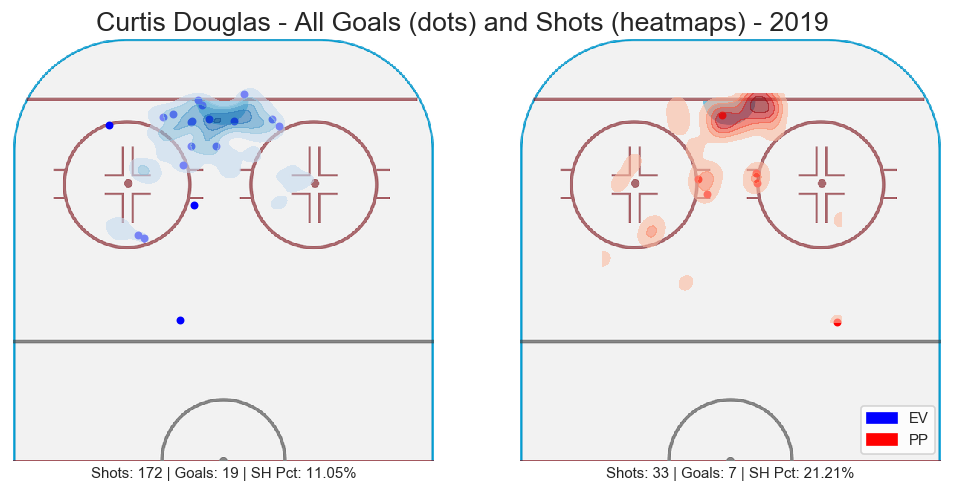 Curtis Douglas - All Goals (dots) and Shots (heatmaps) - 2019
EV
PP
Shots: 172 | Goals: 19 | SH Pct: 11.05%
Shots: 33 | Goals: 7 | SH Pct: 21.21%